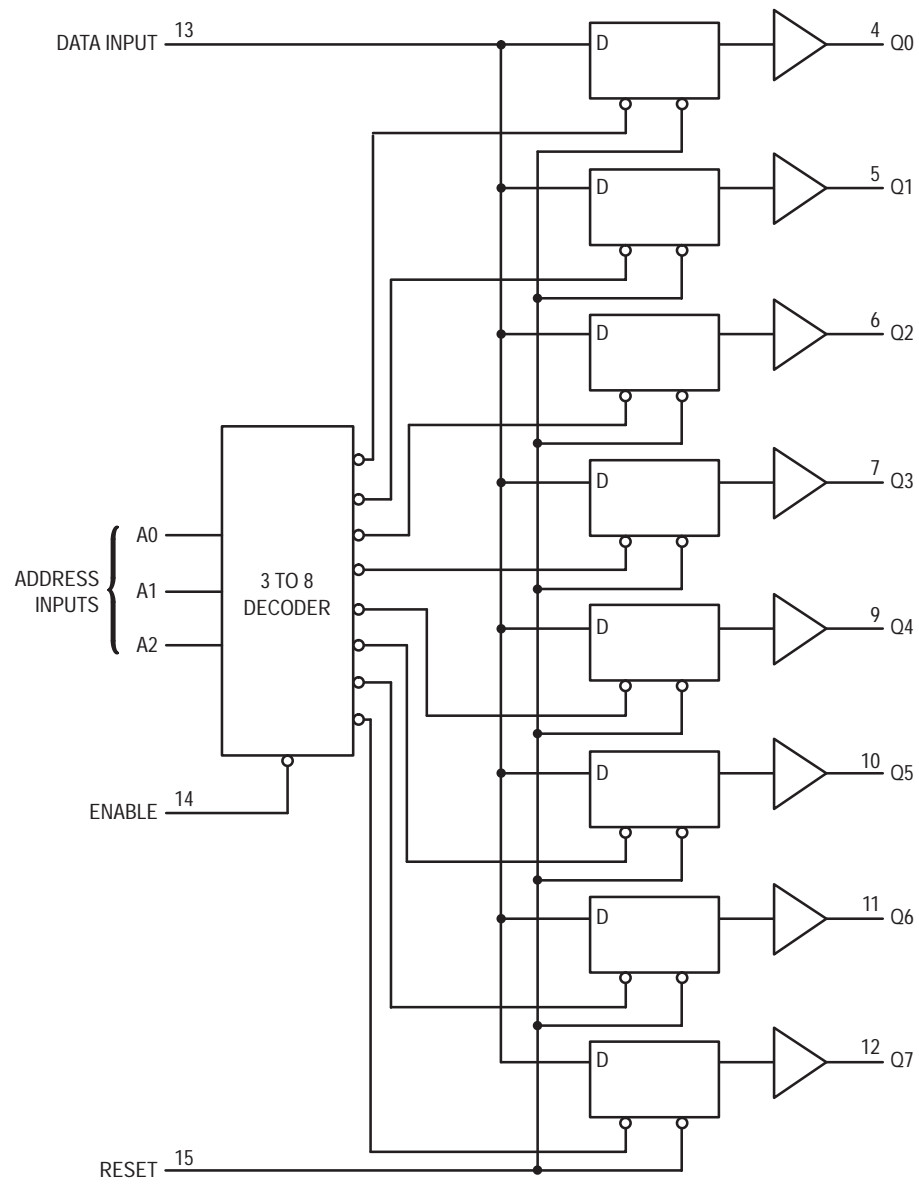 DATA INPUT 13
D
4 Q0
D
5 Q1
D
6 Q2
D
7 Q3
A0
ADDRESS
INPUTS
A1
A2
3 TO 8
DECODER
D
9 Q4
D
10 Q5
ENABLE 14
D
11 Q6
D
12 Q7
RESET 15